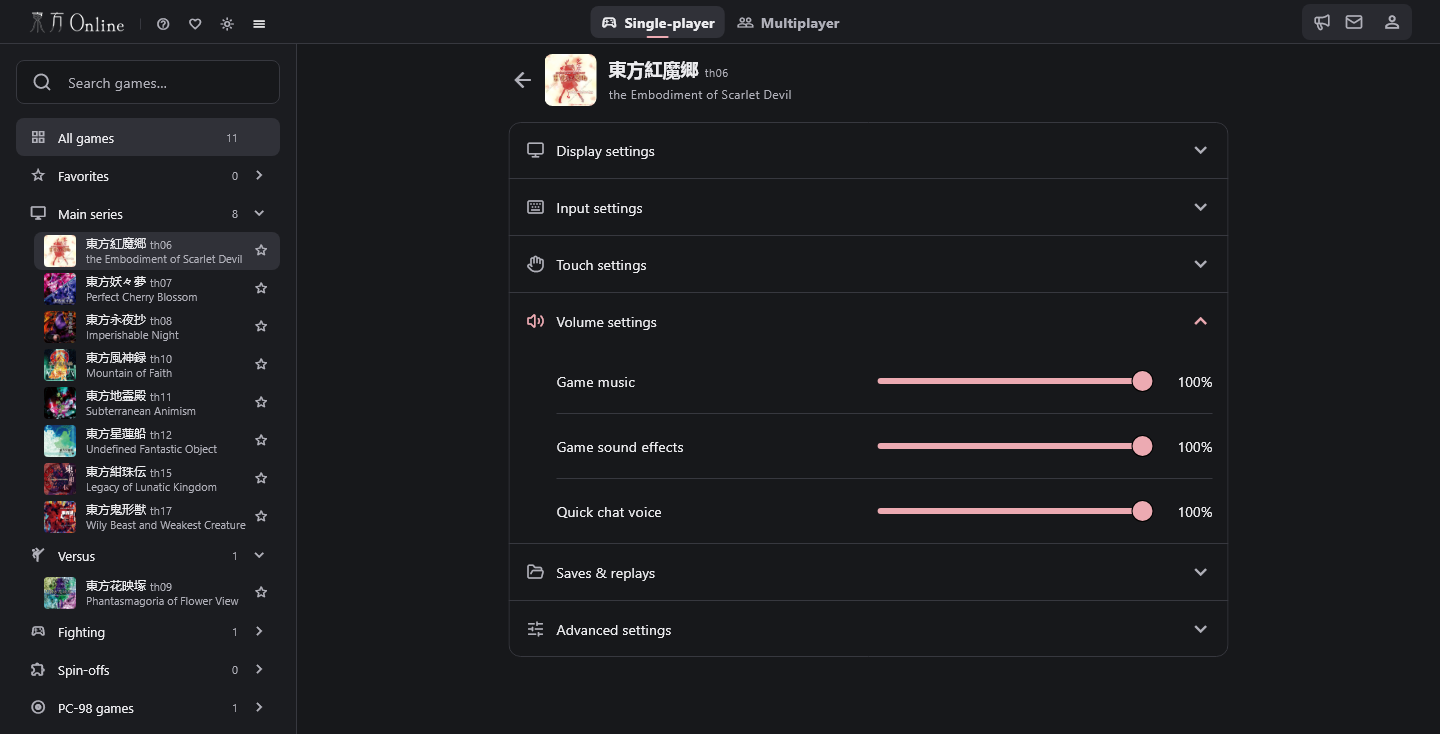 東方 Online
Single-player
Multiplayer
Search games...
All games 11
Favorites 0
Main series 8
東方紅魔郷 th06
the Embodiment of Scarlet Devil
東方妖々夢 th07
Perfect Cherry Blossom
東方永夜抄 th08
Imperishable Night
東方風神録 th10
Mountain of Faith
東方地霊殿 th11
Subterranean Animism
東方星蓮船 th12
Undefined Fantastic Object
東方紺珠伝 th15
Legacy of Lunatic Kingdom
東方鬼形獣 th17
Wily Beast and Weakest Creature
Versus 1
東方花映塚 th09
Phantasmagoria of Flower View
Fighting 1
Spin-offs 0
PC-98 games 1
東方紅魔郷 th06
the Embodiment of Scarlet Devil
Display settings
Input settings
Touch settings
Volume settings
Game music 100%
Game sound effects 100%
Quick chat voice 100%
Saves & replays
Advanced settings